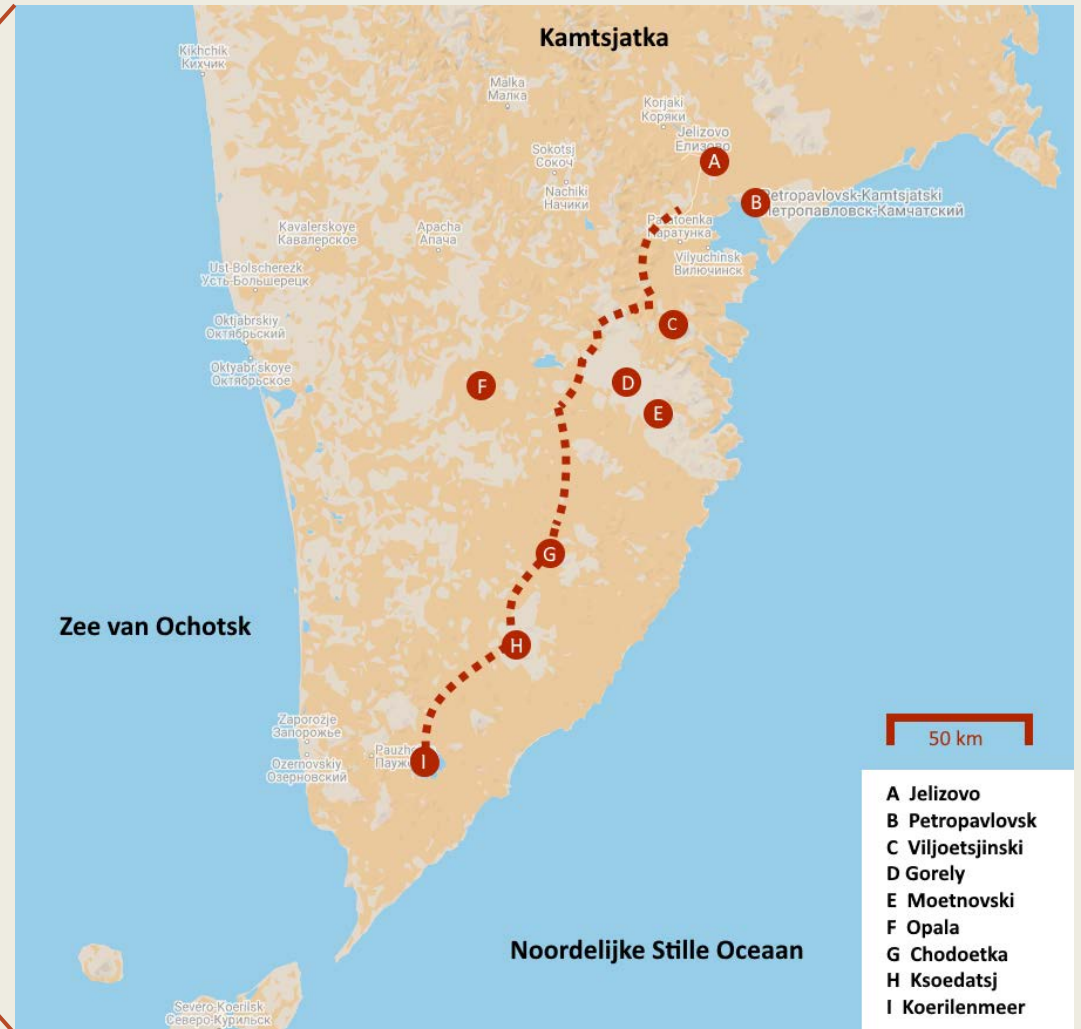 Kamtsjatka
Kikhchik
Кихчик
Malka
Малка
Korjaki
Коряки
Jelizovo
Елизово
A
Sokotsj
Сокоч
Nachiki
Начики
B
Petropavlovsk-Kamtsjatski
Петропавловск-Камчатский
Kavalerskoye
Кавалерское
Apacha
Апача
Паратунка
Vilyuchinsk
Вилючинск
Ust-Bolscherezk
Усть-Большерецк
Oktjabrskiy
Октябрьский
C
Oktyabr'skoye
Октябрьское
F
D
E
G
Zee van Ochotsk
H
Zaporožje
Запорожье
Ozernovskiy
Озерновский
I
50 km
A Jelizovo
B Petropavlovsk
C Viljoetsjinski
D Gorely
E Moetnovski
F Opala
G Chodoetka
H Ksoedatsj
I Koerilenmeer
Noordelijke Stille Oceaan
Severo-Koerilsk
Северо-Курильск